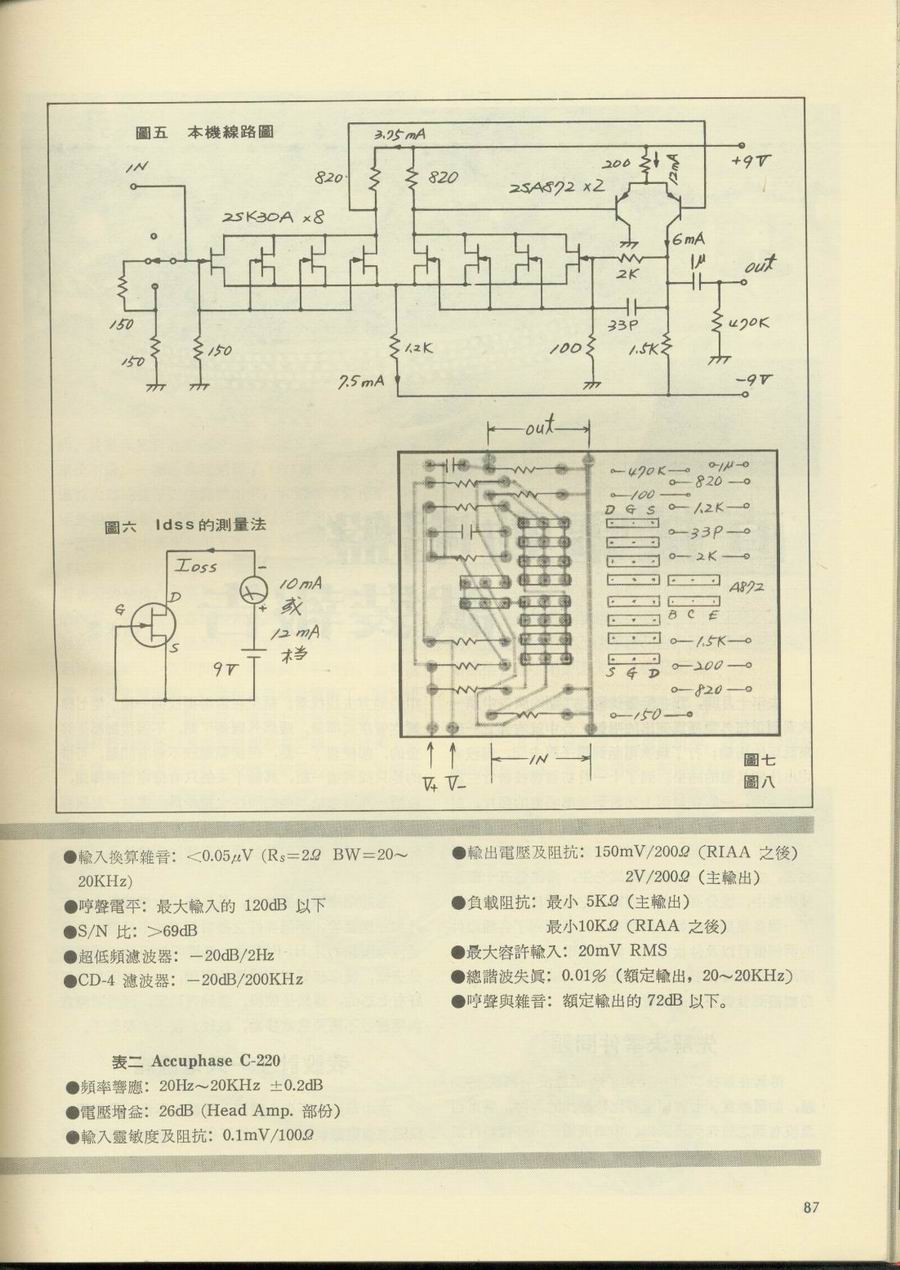 圖五 本機線路圖
IN
3.75mA
820
820
200
12mA
+9V
2SA872 x2
2SK30A x8
6mA
2K
1μ
out
33P
470K
150
150
150
1.2K
100
1.5K
7.5mA
-9V
out
470K
1μ
820
100
D G S
1.2K
33P
2K
A872
B C E
1.5K
S G D
200
820
150
IN
V+ V-
圖七
圖八
圖六 Idss的測量法
IDSS
D
G
S
-
+
10mA
或
12mA
档
9V
●輸入換算雜音：<0.05μV (Rs=2Ω BW=20～
20KHz)
●哼聲電平：最大輸入的 120dB 以下
●S/N 比：>69dB
●超低頻濾波器：－20dB/2Hz
●CD-4 濾波器：－20dB/200KHz
●輸出電壓及阻抗：150mV/200Ω (RIAA 之後)
2V/200Ω (主輸出)
●負載阻抗：最小 5KΩ (主輸出)
最小10KΩ (RIAA 之後)
●最大容許輸入：20mV RMS
●總諧波失眞：0.01% (額定輸出，20～20KHz)
●哼聲與雜音：額定輸出的 72dB 以下。
表二 Accuphase C-220
●頻率響應：20Hz～20KHz ±0.2dB
●電壓增益：26dB (Head Amp. 部份)
●輸入靈敏度及阻抗：0.1mV/100Ω
87